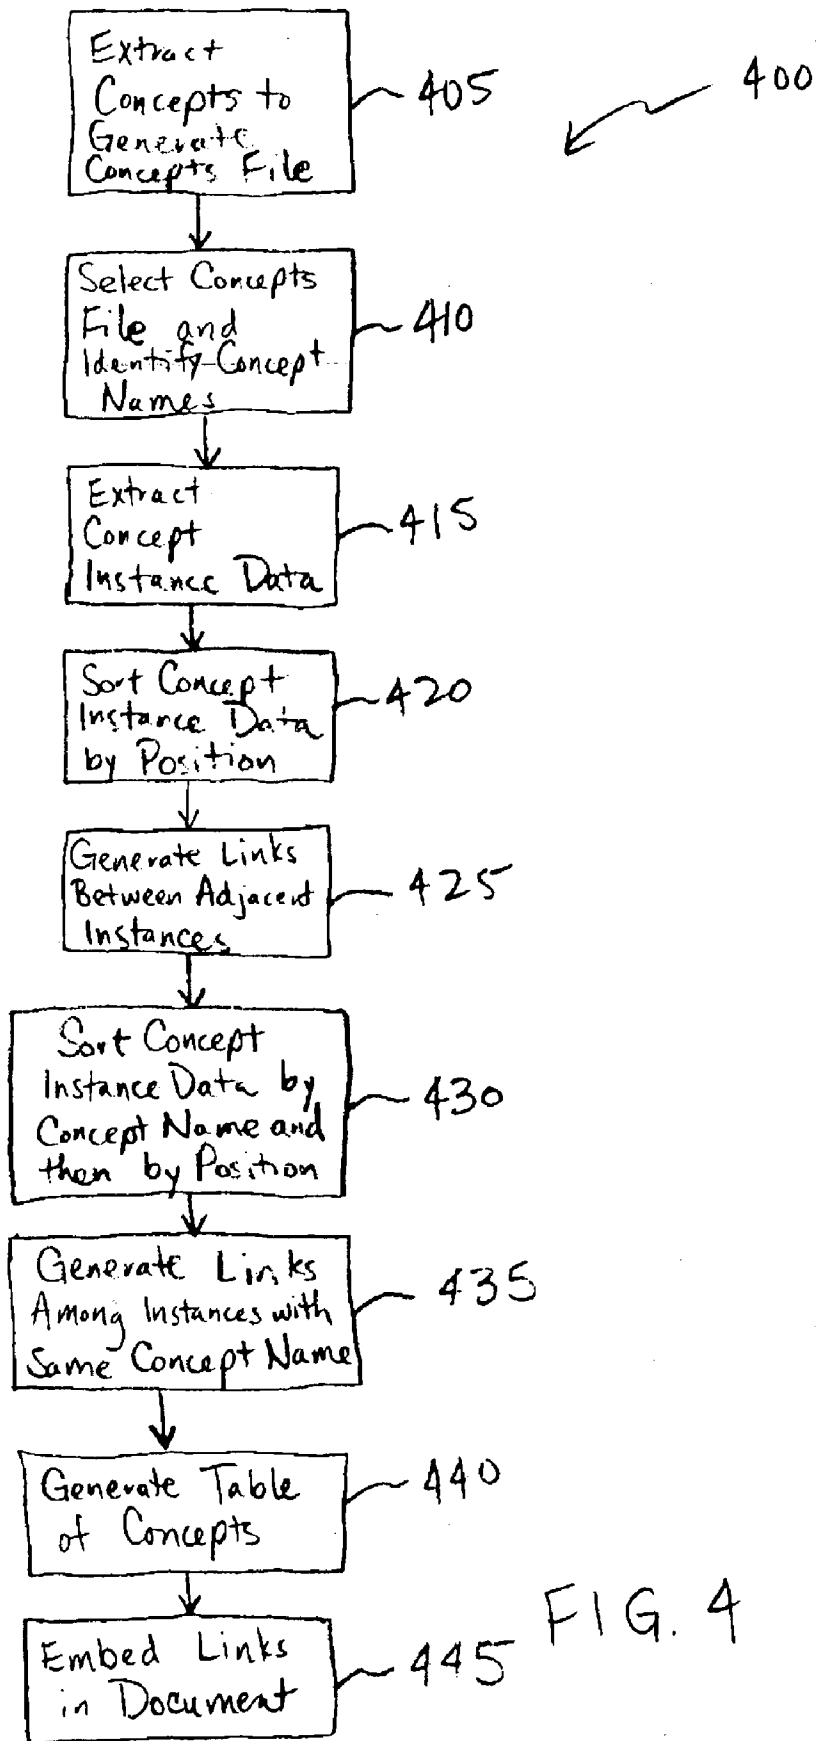 Extract
Concepts to
Generate
Concepts File
405
400
Select Concepts
File and
Identify Concept
Names
410
Extract
Concept
Instance Data
415
Sort Concept
Instance Data
by Position
420
Generate Links
Between Adjacent
Instances
425
Sort Concept
Instance Data by
Concept Name and
then by Position
430
Generate Links
Among Instances with
Same Concept Name
435
Generate Table
of Concepts
440
Embed Links
in Document
445
FIG. 4